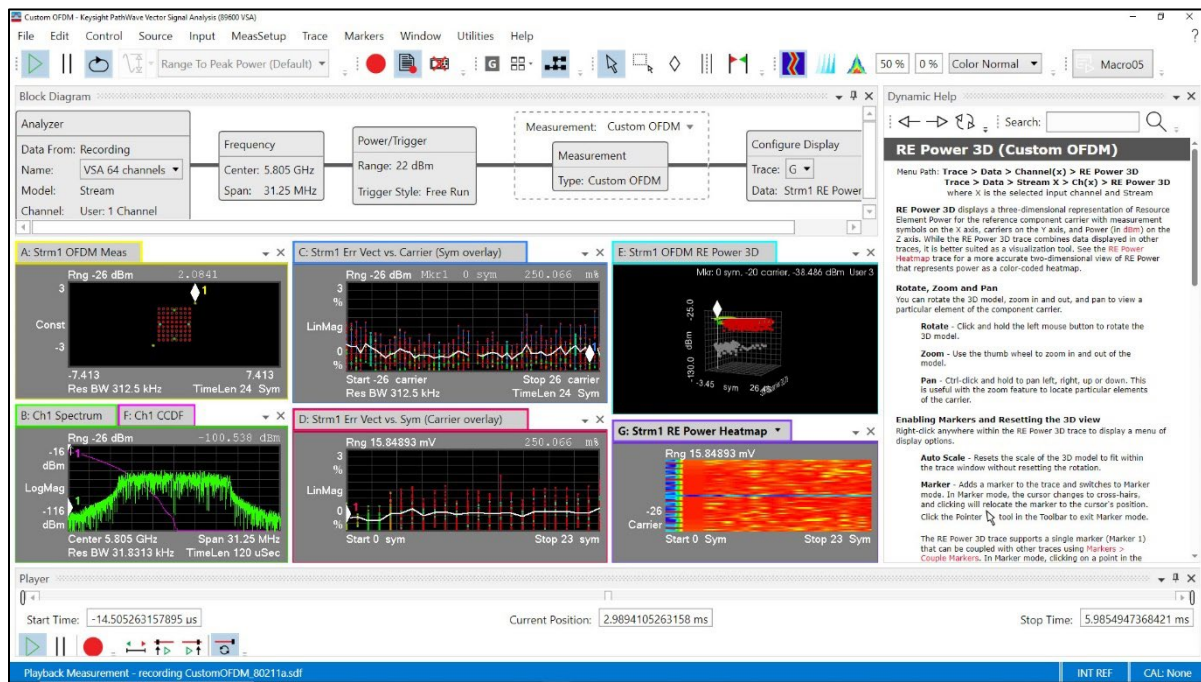 Custom OFDM - Keysight PathWave Vector Signal Analysis (89600 VSA)
File Edit Control Source Input MeasSetup Trace Markers Window Utilities Help
?
Range To Peak Power (Default)
G
50 %
0 %
Color Normal
Macro05
Block Diagram
Analyzer
Data From: Recording
Name: VSA 64 channels
Model: Stream
Channel: User: 1 Channel
Frequency
Center: 5.805 GHz
Span: 31.25 MHz
Power/Trigger
Range: 22 dBm
Trigger Style: Free Run
Measurement: Custom OFDM
Measurement
Type: Custom OFDM
Configure Display
Trace: G
Data: Strm1 RE Power
A: Strm1 OFDM Meas
Rng -26 dBm 2.0841
3
1
Const
-3
-7.413 7.413
Res BW 312.5 kHz TimeLen 24 Sym
C: Strm1 Err Vect vs. Carrier (Sym overlay)
Rng -26 dBm Mkr1 0 sym 250.066 m%
3
%
LinMag
0
%
Start -26 carrier Stop 26 carrier
Res BW 312.5 kHz TimeLen 24 Sym
E: Strm1 OFDM RE Power 3D
Mkr: 0 sym, -20 carrier, -38.486 dBm User 3
-25.0
dBm
-130.0
-3.45 sym 26.45
B: Ch1 Spectrum
F: Ch1 CCDF
Rng -26 dBm -100.538 dBm
-16
dBm
1
LogMag
1
-116
dBm
Center 5.805 GHz Span 31.25 MHz
Res BW 31.8313 kHz TimeLen 120 uSec
D: Strm1 Err Vect vs. Sym (Carrier overlay)
Rng 15.84893 mV 250.066 m%
3
%
LinMag
1
0
%
Start 0 sym Stop 23 sym
G: Strm1 RE Power Heatmap
Rng 15.84893 mV
-26
Carrier
Start 0 Sym Stop 23 Sym
Dynamic Help
Search:
RE Power 3D (Custom OFDM)
Menu Path: Trace > Data > Channel(x) > RE Power 3D
Trace > Data > Stream X > Ch(x) > RE Power 3D
where X is the selected input channel and Stream
RE Power 3D displays a three-dimensional representation of Resource
Element Power for the reference component carrier with measurement
symbols on the X axis, carriers on the Y axis, and Power (in dBm) on the
Z axis. While the RE Power 3D trace combines data displayed in other
traces, it is better suited as a visualization tool. See the RE Power
Heatmap trace for a more accurate two-dimensional view of RE Power
that represents power as a color-coded heatmap.
Rotate, Zoom and Pan
You can rotate the 3D model, zoom in and out, and pan to view a
particular element of the component carrier.
Rotate - Click and hold the left mouse button to rotate the
3D model.
Zoom - Use the thumb wheel to zoom in and out of the
model.
Pan - Ctrl-click and hold to pan left, right, up or down. This
is useful with the zoom feature to locate particular elements
of the carrier.
Enabling Markers and Resetting the 3D view
Right-click anywhere within the RE Power 3D trace to display a menu of
display options.
Auto Scale - Resets the scale of the 3D model to fit within
the trace window without resetting the rotation.
Marker - Adds a marker to the trace and switches to Marker
mode. In Marker mode, the cursor changes to cross-hairs,
and clicking will relocate the marker to the cursor's position.
Click the Pointer tool in the Toolbar to exit Marker mode.
The RE Power 3D trace supports a single marker (Marker 1)
that can be coupled with other traces using Markers >
Couple Markers. In Marker mode, clicking on a point in the
Player
Start Time: -14.505263157895 µs
Current Position: 2.9894105263158 ms
Stop Time: 5.9854947368421 ms
Playback Measurement - recording CustomOFDM_80211a.sdf
INT REF
CAL: None